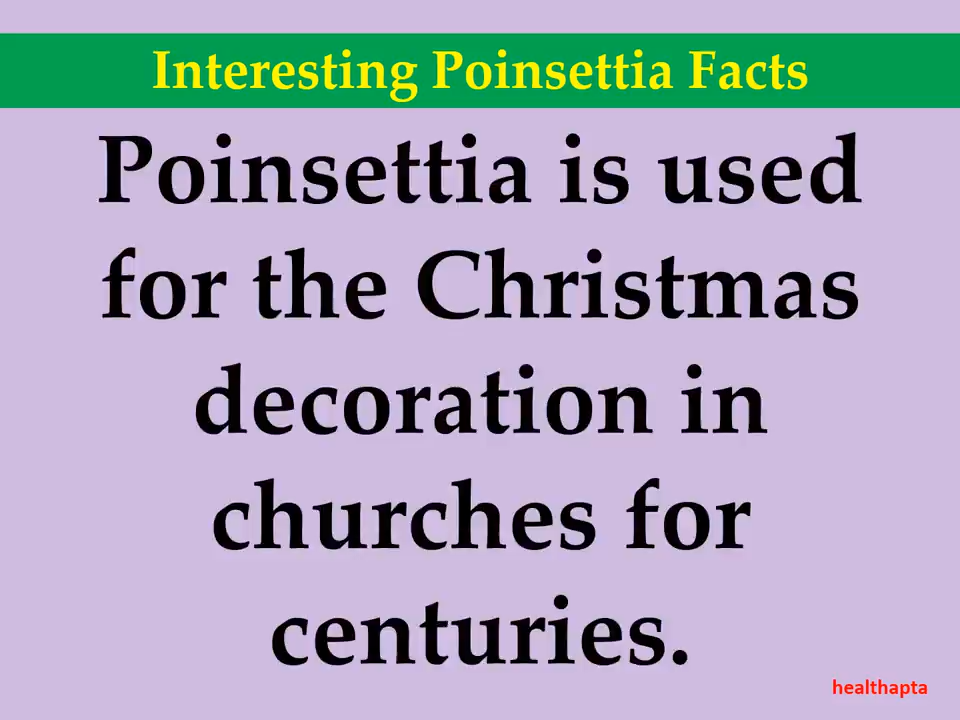 Interesting Poinsettia Facts
Poinsettia is used
for the Christmas
decoration in
churches for
centuries.
healthapta